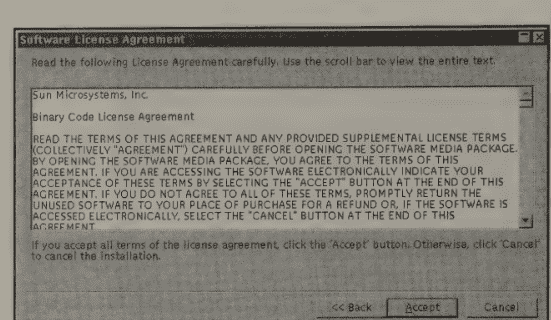 Software License Agreement
Read the following License Agreement carefully. Use the scroll bar to view the entire text.
Sun Microsystems, Inc.
Binary Code License Agreement
READ THE TERMS OF THIS AGREEMENT AND ANY PROVIDED SUPPLEMENTAL LICENSE TERMS
(COLLECTIVELY "AGREEMENT") CAREFULLY BEFORE OPENING THE SOFTWARE MEDIA PACKAGE.
BY OPENING THE SOFTWARE MEDIA PACKAGE, YOU AGREE TO THE TERMS OF THIS
AGREEMENT. IF YOU ARE ACCESSING THE SOFTWARE ELECTRONICALLY INDICATE YOUR
ACCEPTANCE OF THESE TERMS BY SELECTING THE "ACCEPT" BUTTON AT THE END OF THIS
AGREEMENT. IF YOU DO NOT AGREE TO ALL OF THESE TERMS, PROMPTLY RETURN THE
UNUSED SOFTWARE TO YOUR PLACE OF PURCHASE FOR A REFUND OR, IF THE SOFTWARE IS
ACCESSED ELECTRONICALLY, SELECT THE "CANCEL" BUTTON AT THE END OF THIS
AGREEMENT
If you accept all terms of the license agreement, click the 'Accept' button. Otherwise, click 'Cancel'
to cancel the installation.
<< Back Accept Cancel